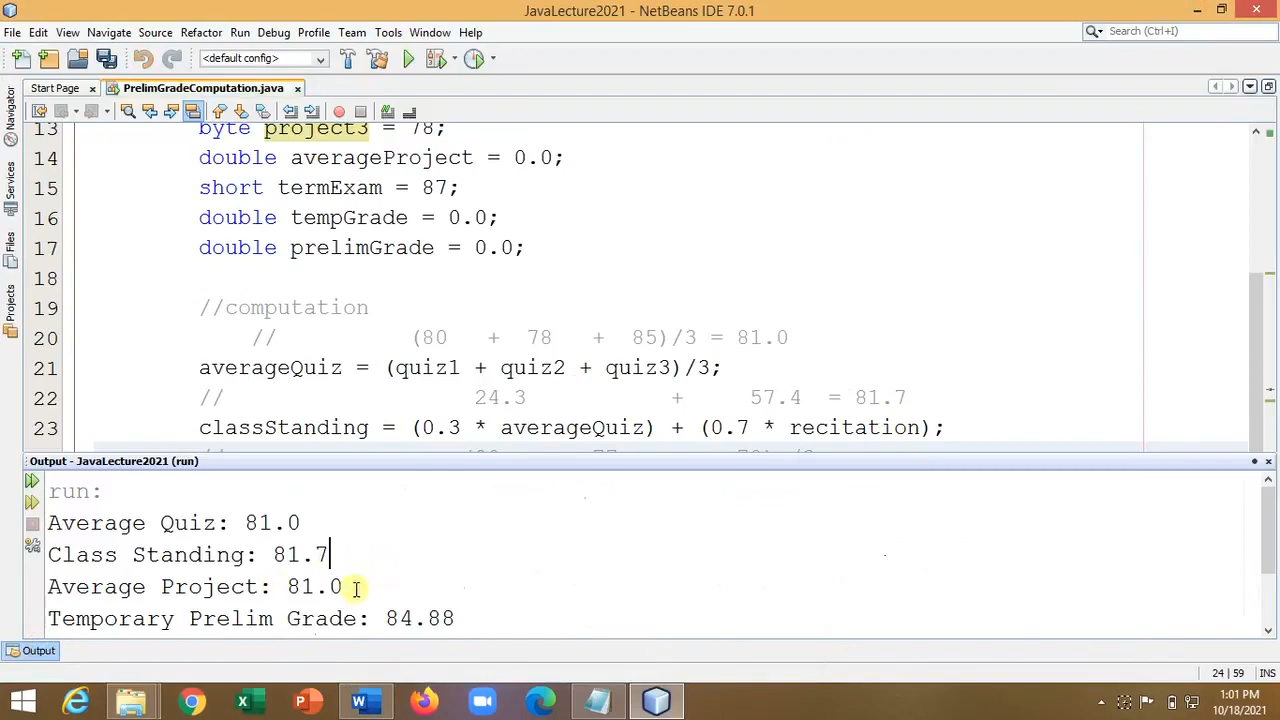 JavaLecture2021 - NetBeans IDE 7.0.1
File Edit View Navigate Source Refactor Run Debug Profile Team Tools Window Help
Search (Ctrl+I)
<default config>
Start Page PrelimGradeComputation.java
Navigator
Services
Files
Projects
13 byte project3 = 78;
14 double averageProject = 0.0;
15 short termExam = 87;
16 double tempGrade = 0.0;
17 double prelimGrade = 0.0;
18
19 //computation
20 // (80 + 78 + 85)/3 = 81.0
21 averageQuiz = (quiz1 + quiz2 + quiz3)/3;
22 // 24.3 + 57.4 = 81.7
23 classStanding = (0.3 * averageQuiz) + (0.7 * recitation);
Output - JavaLecture2021 (run)
run:
Average Quiz: 81.0
Class Standing: 81.7
Average Project: 81.0
Temporary Prelim Grade: 84.88
Output
24 | 59 INS
1:01 PM
10/18/2021